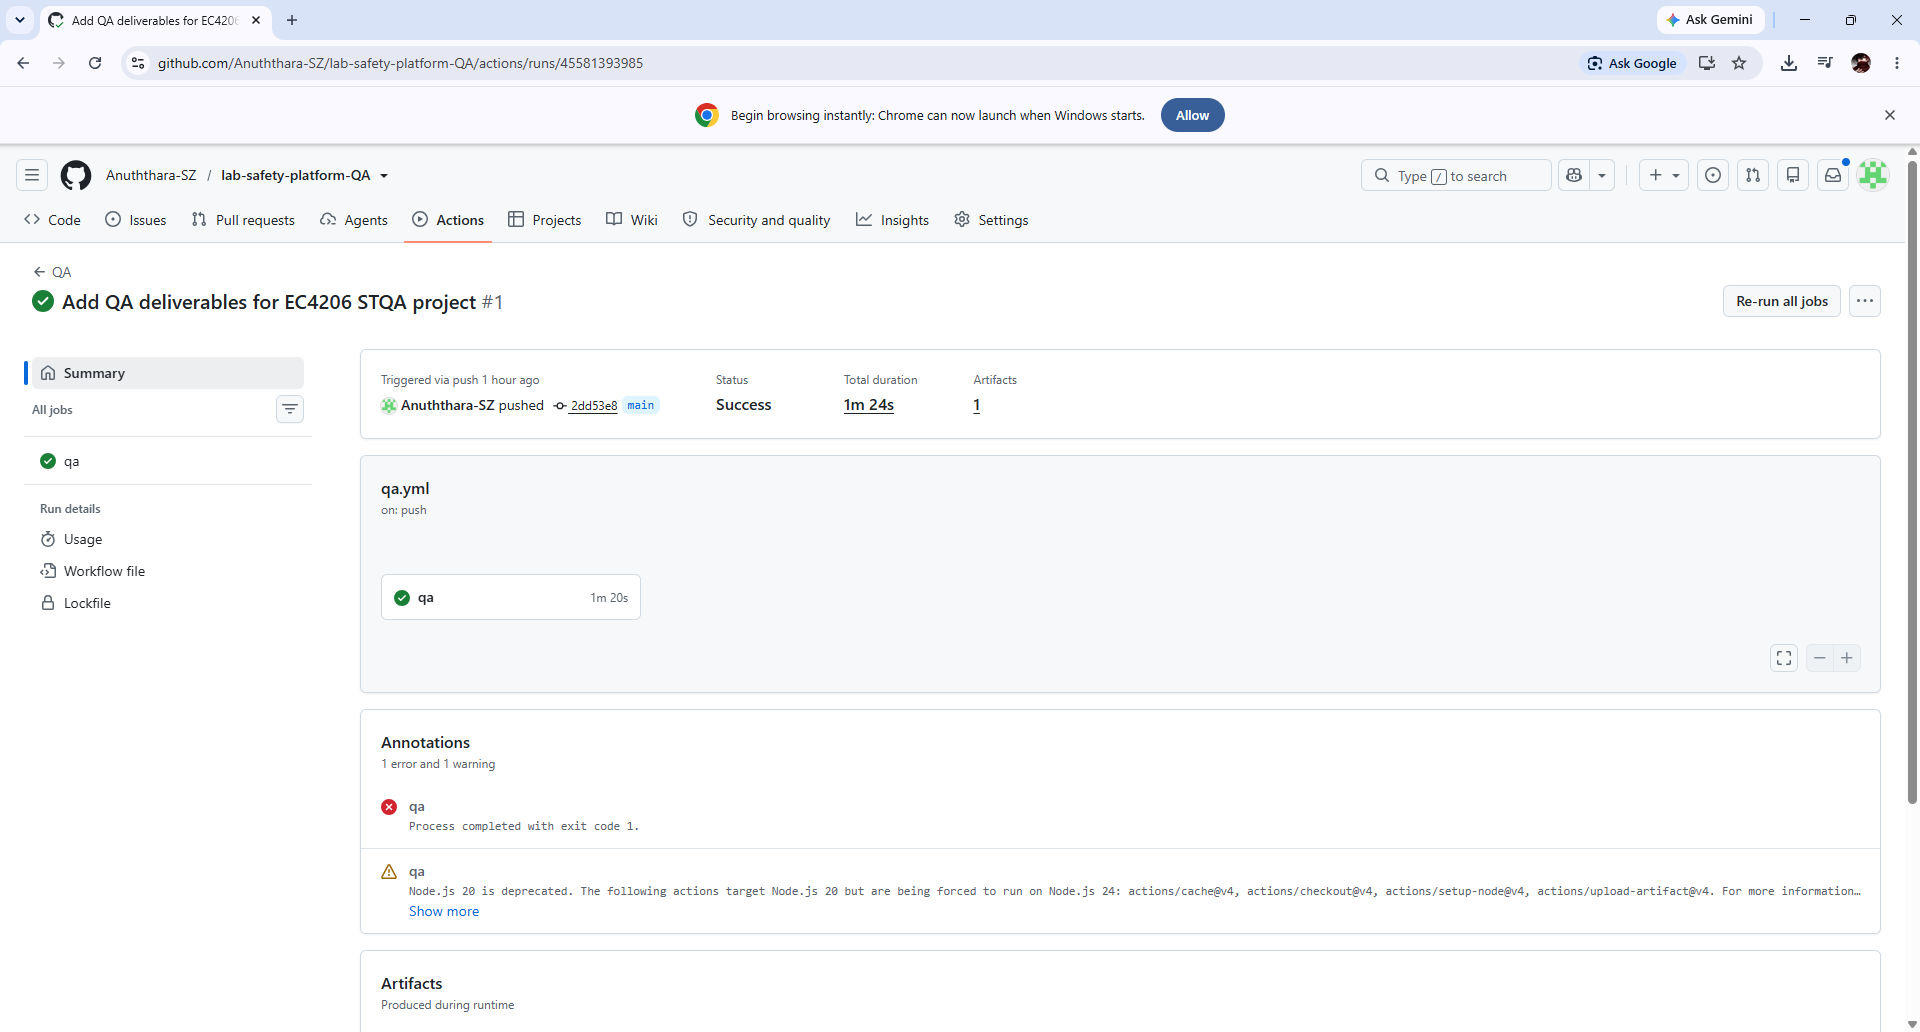 Add QA deliverables for EC4206
Ask Gemini
github.com/Anuththara-SZ/lab-safety-platform-QA/actions/runs/45581393985
Ask Google
Begin browsing instantly: Chrome can now launch when Windows starts.
Allow
Anuththara-SZ / lab-safety-platform-QA
Type / to search
Code
Issues
Pull requests
Agents
Actions
Projects
Wiki
Security and quality
Insights
Settings
QA
Add QA deliverables for EC4206 STQA project #1
Re-run all jobs
Summary
All jobs
qa
Run details
Usage
Workflow file
Lockfile
Triggered via push 1 hour ago
Anuththara-SZ pushed 2dd53e8 main
Status
Success
Total duration
1m 24s
Artifacts
1
qa.yml
on: push
qa 1m 20s
Annotations
1 error and 1 warning
qa
Process completed with exit code 1.
qa
Node.js 20 is deprecated. The following actions target Node.js 20 but are being forced to run on Node.js 24: actions/cache@v4, actions/checkout@v4, actions/setup-node@v4, actions/upload-artifact@v4. For more information…
Show more
Artifacts
Produced during runtime